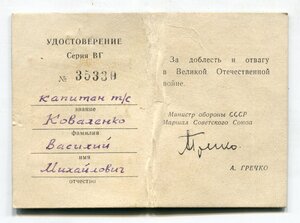 УДОСТОВЕРЕНИЕ
Серия ВГ
№ 35330
капитан т/с
звание
Коваленко
фамилия
Василий
имя
Михайлович
отчество
За доблесть и отвагу
в Великой Отечественной
войне.
Министр обороны СССР
Маршал Советского Союза
Гречко
А. ГРЕЧКО